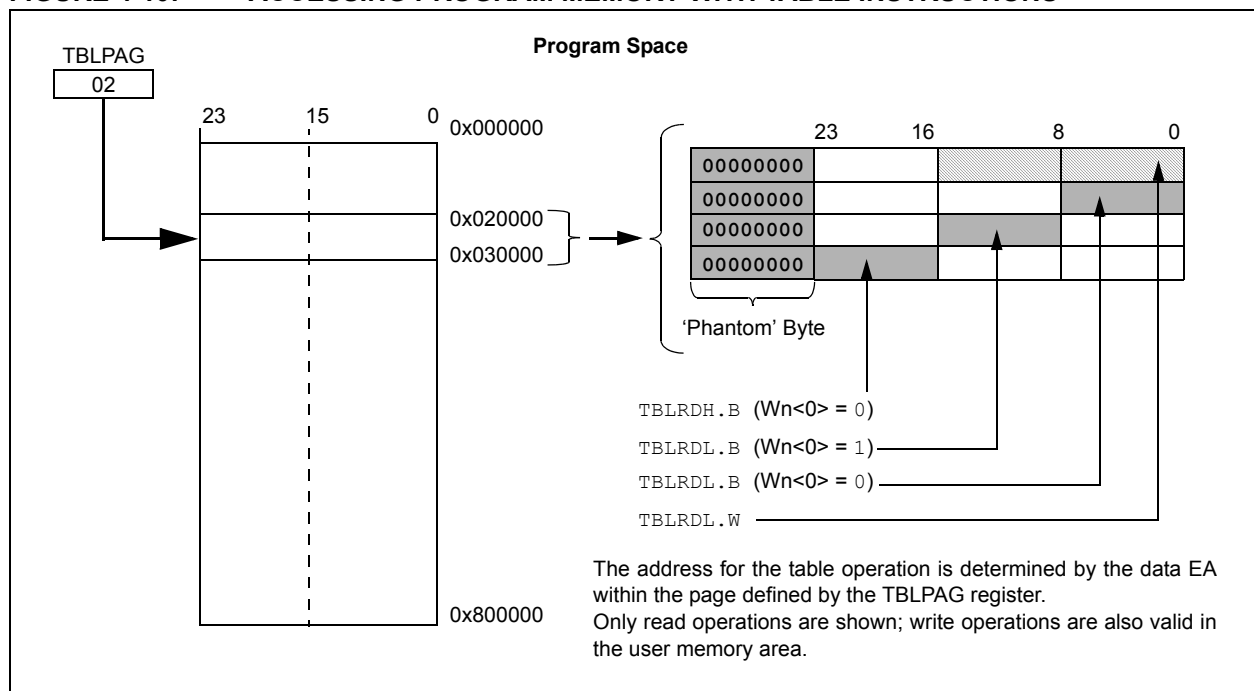 Program Space
TBLPAG
02
23 15 0
0x000000
0x020000
0x030000
0x800000
23 16 8 0
00000000
00000000
00000000
00000000
‘Phantom’ Byte
TBLRDH.B (Wn<0> = 0)
TBLRDL.B (Wn<0> = 1)
TBLRDL.B (Wn<0> = 0)
TBLRDL.W
The address for the table operation is determined by the data EA
within the page defined by the TBLPAG register.
Only read operations are shown; write operations are also valid in
the user memory area.